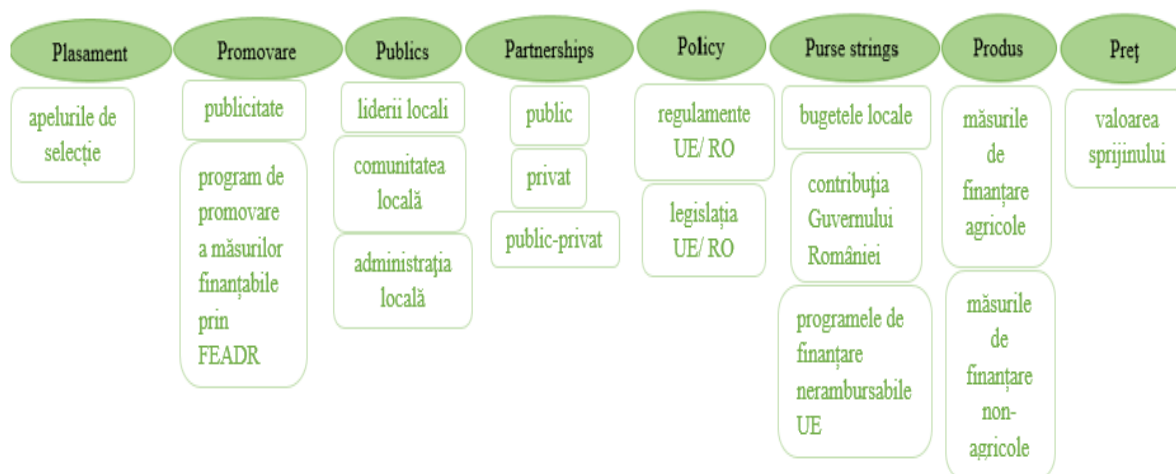 Plasament
apelurile de
selecție
Promovare
publicitate
program de
promovare
a măsurilor
finanțabile
prin
FEADR
Publics
liderii locali
comunitatea
locală
administrația
locală
Partnerships
public
privat
public-privat
Policy
regulamente
UE/ RO
legislația
UE/ RO
Purse strings
bugetele locale
contribuția
Guvernului
României
programele de
finanțare
nerambursabile
UE
Produs
măsurile
de
finanțare
agricole
măsurile
de
finanțare
non-
agricole
Preț
valoarea
sprijinului